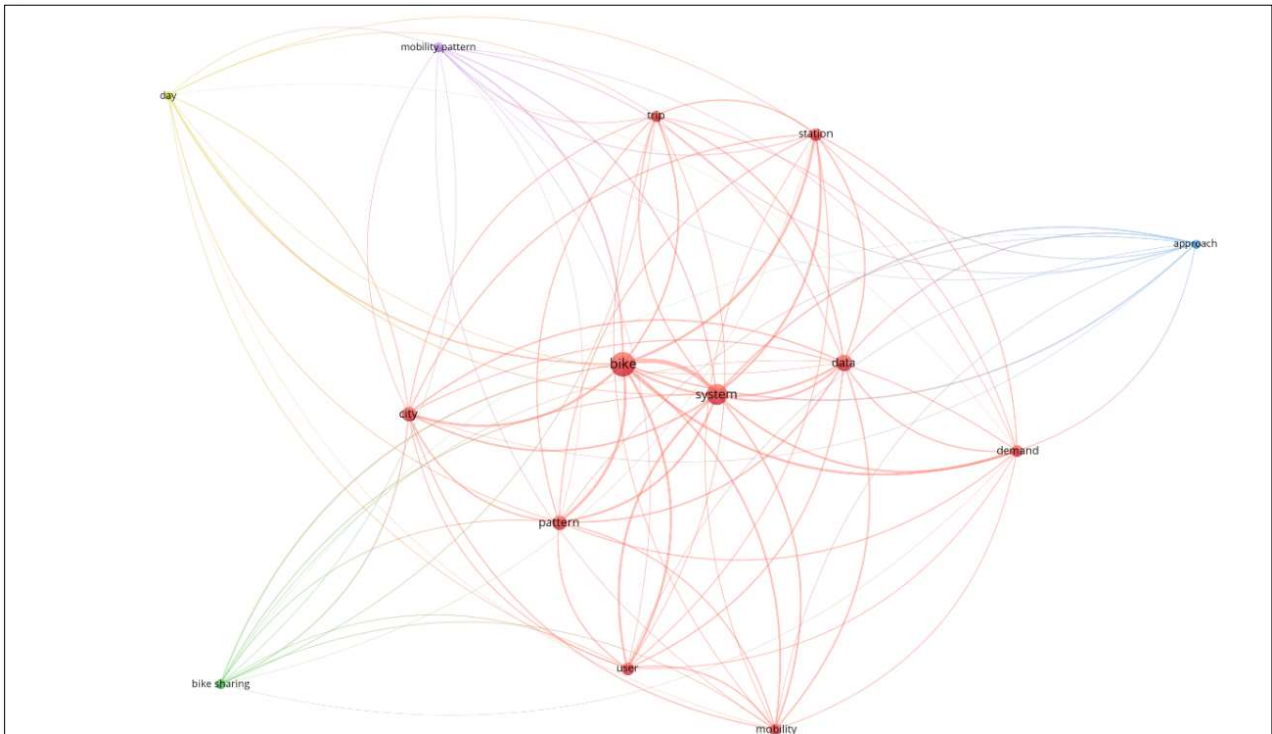 mobility pattern
day
trip
station
approach
bike
data
system
city
demand
pattern
user
bike sharing
mobility